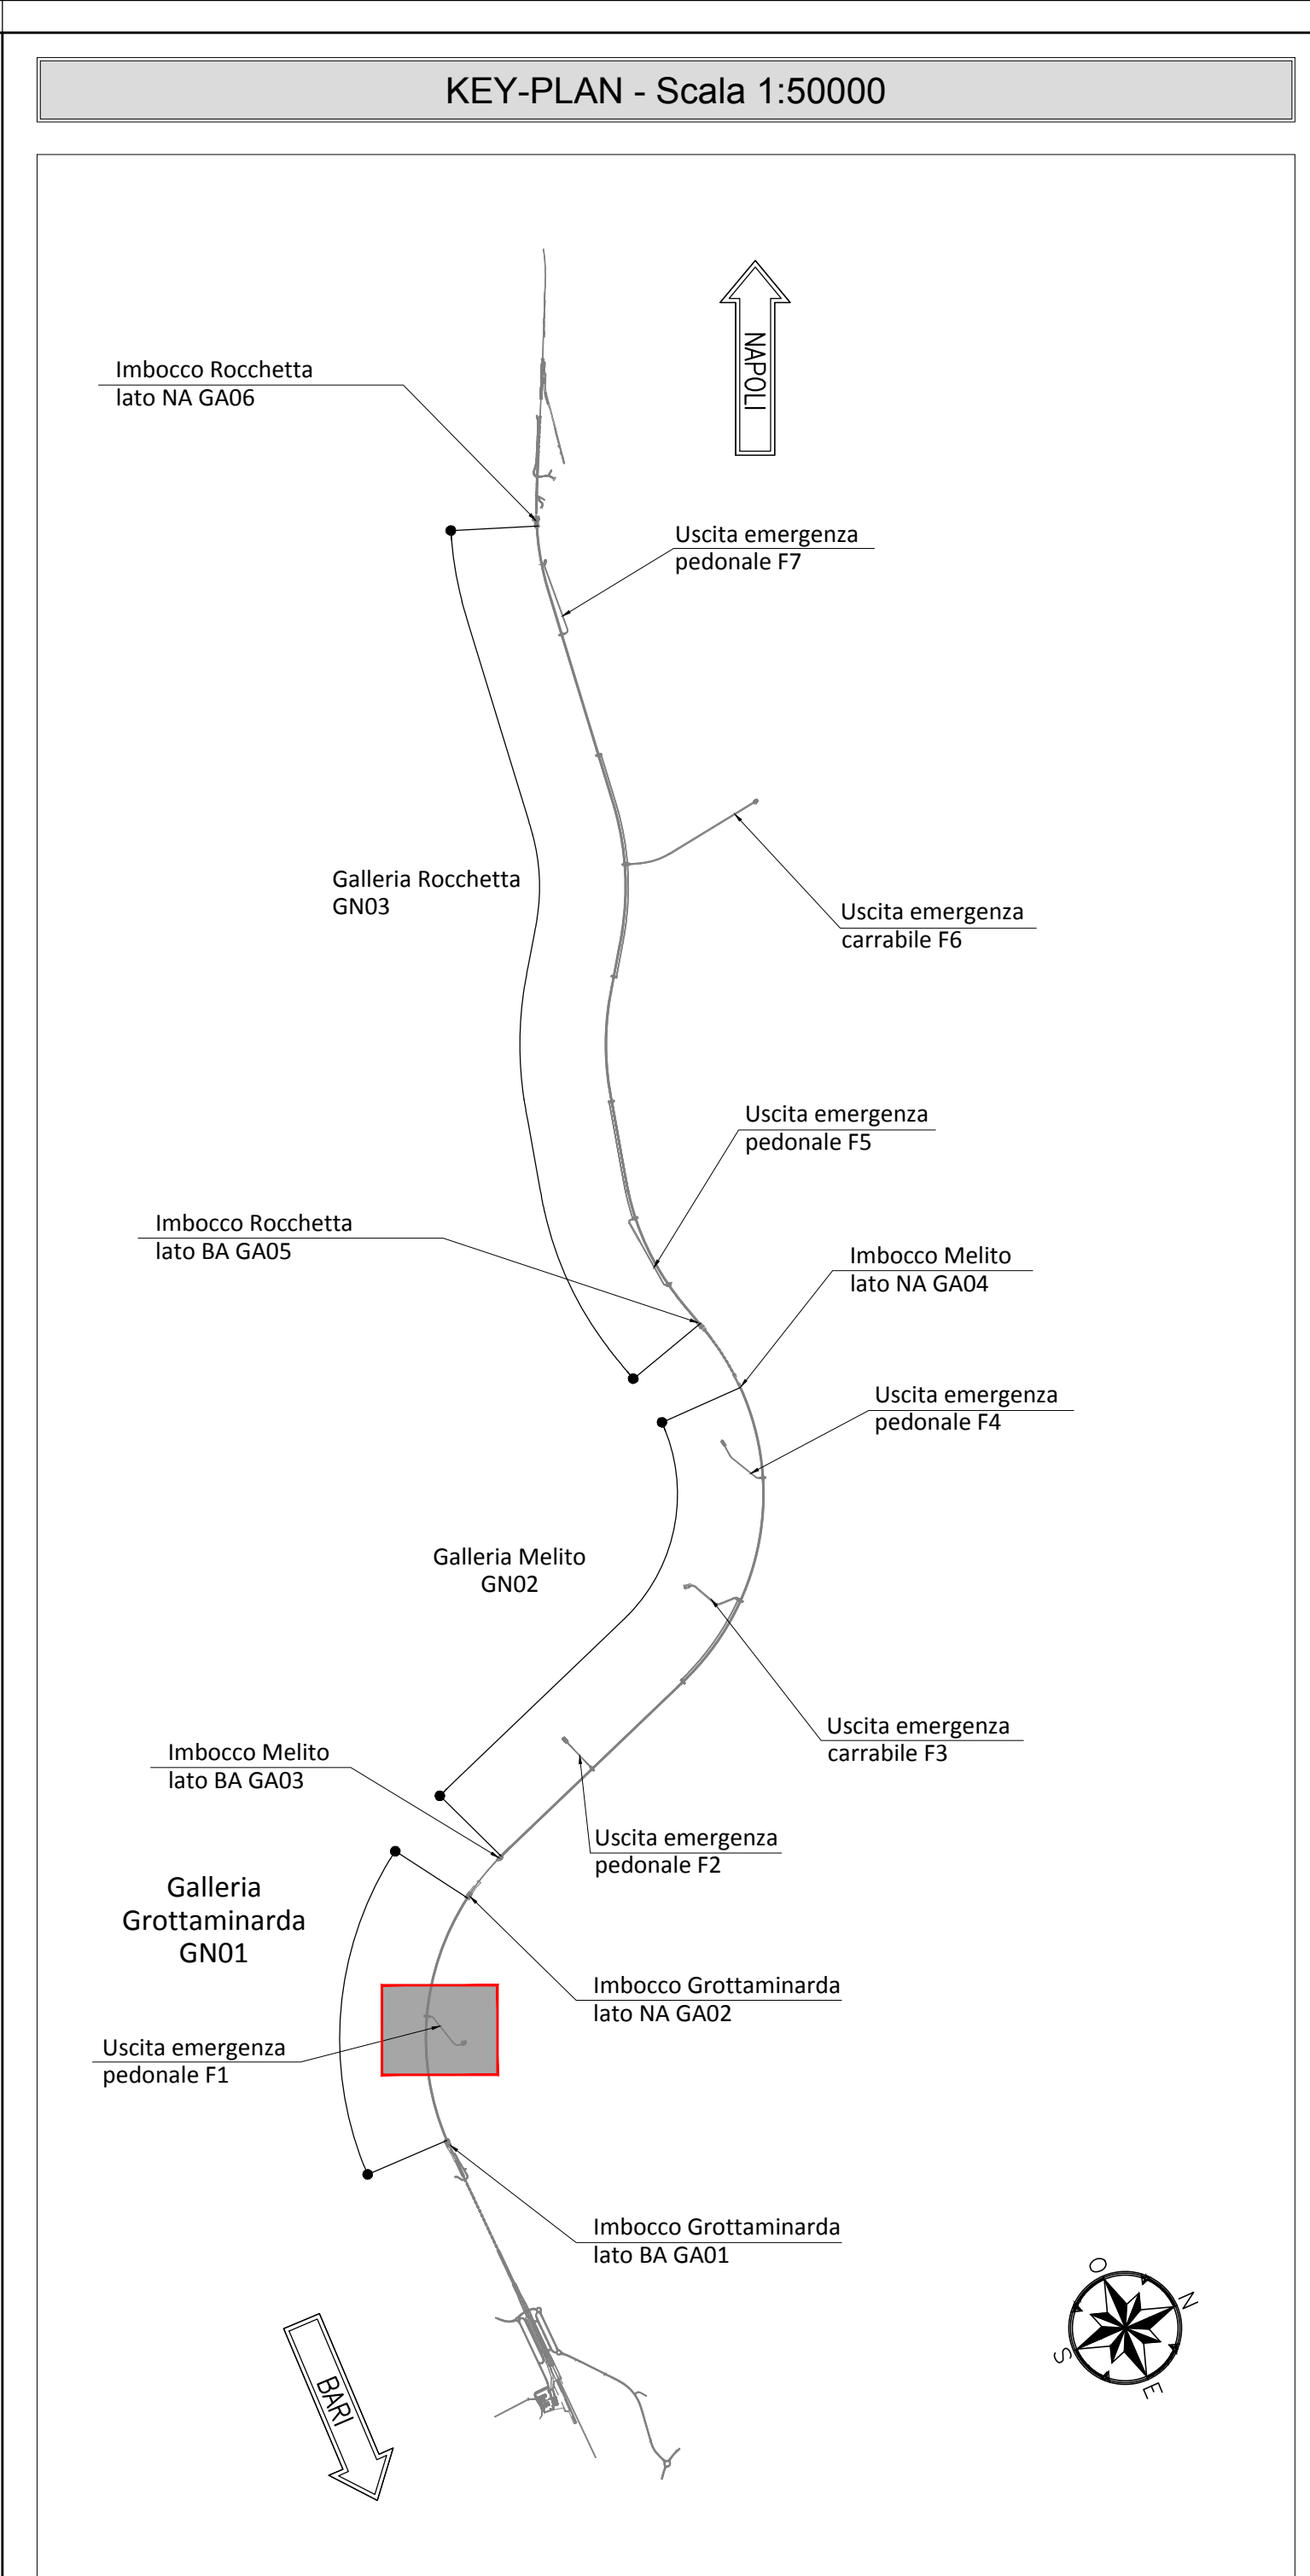 KEY-PLAN - Scala 1:50000
NAPOLI
Imbocco Rocchetta
lato NA GA06
Uscita emergenza
pedonale F7
Galleria Rocchetta
GN03
Uscita emergenza
carrabile F6
Uscita emergenza
pedonale F5
Imbocco Rocchetta
lato BA GA05
Imbocco Melito
lato NA GA04
Uscita emergenza
pedonale F4
Galleria Melito
GN02
Uscita emergenza
carrabile F3
Imbocco Melito
lato BA GA03
Uscita emergenza
pedonale F2
Galleria
Grottaminarda
GN01
Imbocco Grottaminarda
lato NA GA02
Uscita emergenza
pedonale F1
Imbocco Grottaminarda
lato BA GA01
O
N
S
E
BARI